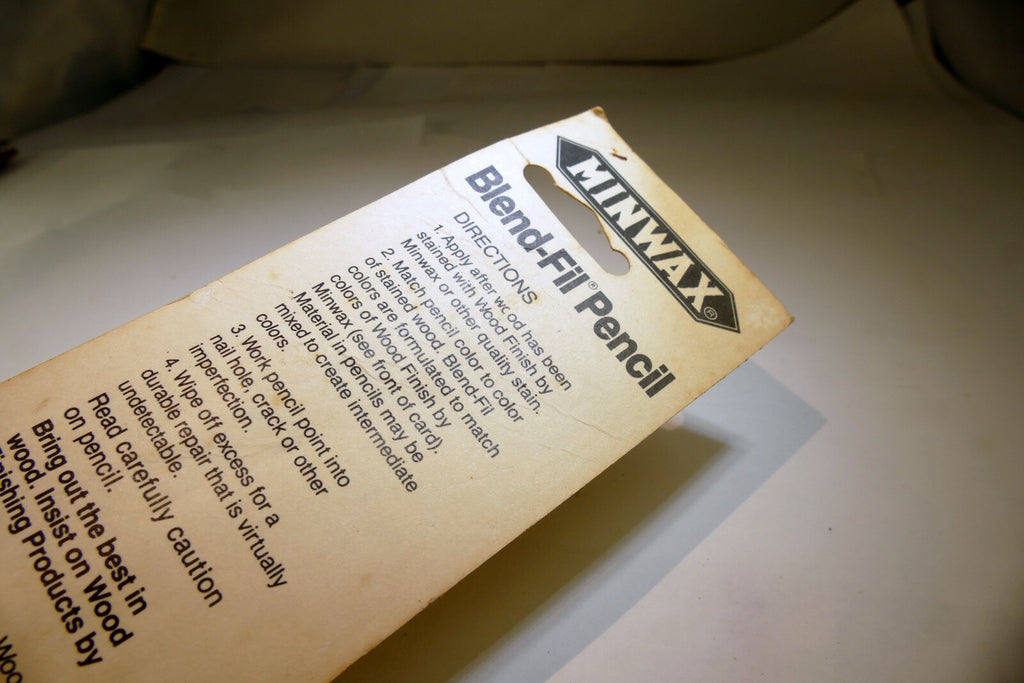 MINWAX®
Blend-Fil® Pencil
DIRECTIONS
1. Apply after wood has been
stained with Wood Finish by
Minwax or other quality stain.
2. Match pencil color to color
of stained wood. Blend-Fil
colors are formulated to match
colors of Wood Finish by
Minwax (see front of card).
Material in pencils may be
mixed to create intermediate
colors.
3. Work pencil point into
nail hole, crack or other
imperfection.
4. Wipe off excess for a
durable repair that is virtually
undetectable.
Read carefully caution
on pencil.
Bring out the best in
wood. Insist on Wood
Finishing Products by